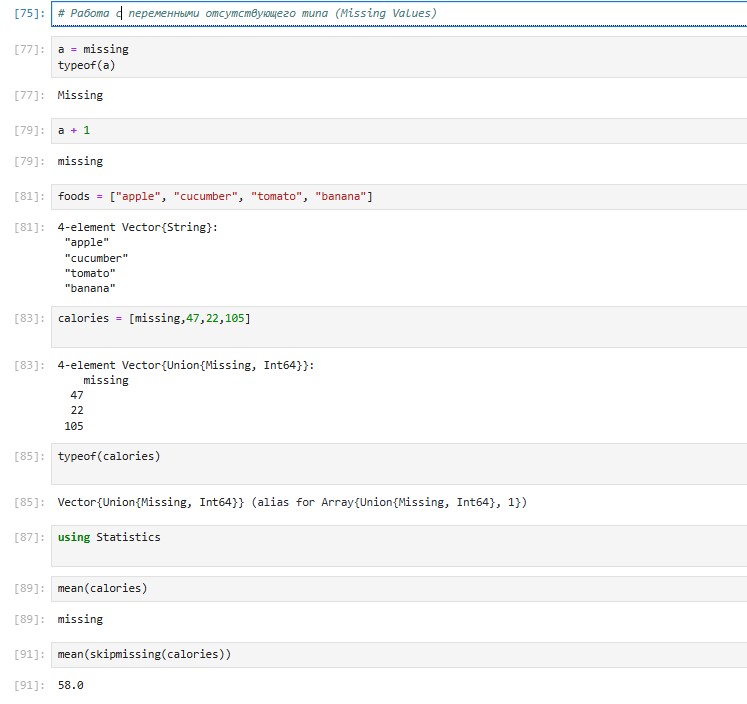 [75]: # Работа с переменными отсутствующего типа (Missing Values)
[77]: a = missing
typeof(a)
[77]: Missing
[79]: a + 1
[79]: missing
[81]: foods = ["apple", "cucumber", "tomato", "banana"]
[81]: 4-element Vector{String}:
"apple"
"cucumber"
"tomato"
"banana"
[83]: calories = [missing,47,22,105]
[83]: 4-element Vector{Union{Missing, Int64}}:
missing
47
22
105
[85]: typeof(calories)
[85]: Vector{Union{Missing, Int64}} (alias for Array{Union{Missing, Int64}, 1})
[87]: using Statistics
[89]: mean(calories)
[89]: missing
[91]: mean(skipmissing(calories))
[91]: 58.0